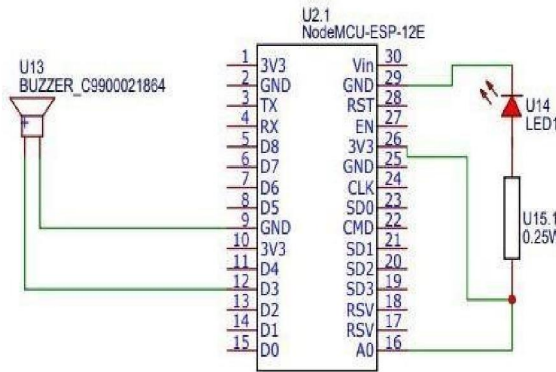 U2.1
NodeMCU-ESP-12E
U13
BUZZER_C9900021864
+
1 3V3 Vin 30
2 GND GND 29
3 TX RST 28
4 RX EN 27
5 D8 3V3 26
6 D7 GND 25
7 D6 CLK 24
8 D5 SD0 23
9 GND CMD 22
10 3V3 SD1 21
11 D4 SD2 20
12 D3 SD3 19
13 D2 RSV 18
14 D1 RSV 17
15 D0 A0 16
U14
LED1
U15.1
0.25W